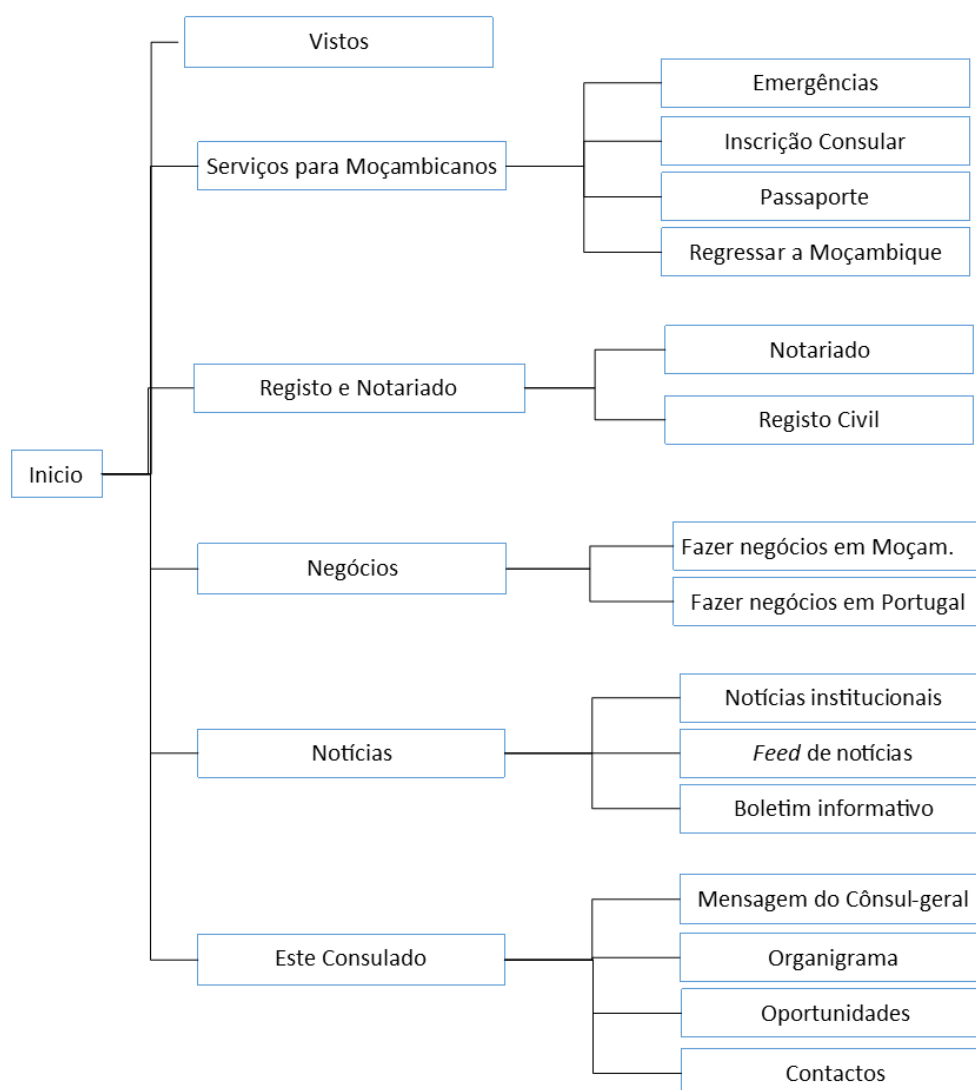 Vistos
Emergências
Inscrição Consular
Serviços para Moçambicanos
Passaporte
Regressar a Moçambique
Notariado
Registo e Notariado
Registo Civil
Inicio
Fazer negócios em Moçam.
Negócios
Fazer negócios em Portugal
Notícias institucionais
Notícias
Feed de notícias
Boletim informativo
Mensagem do Cônsul-geral
Este Consulado
Organigrama
Oportunidades
Contactos